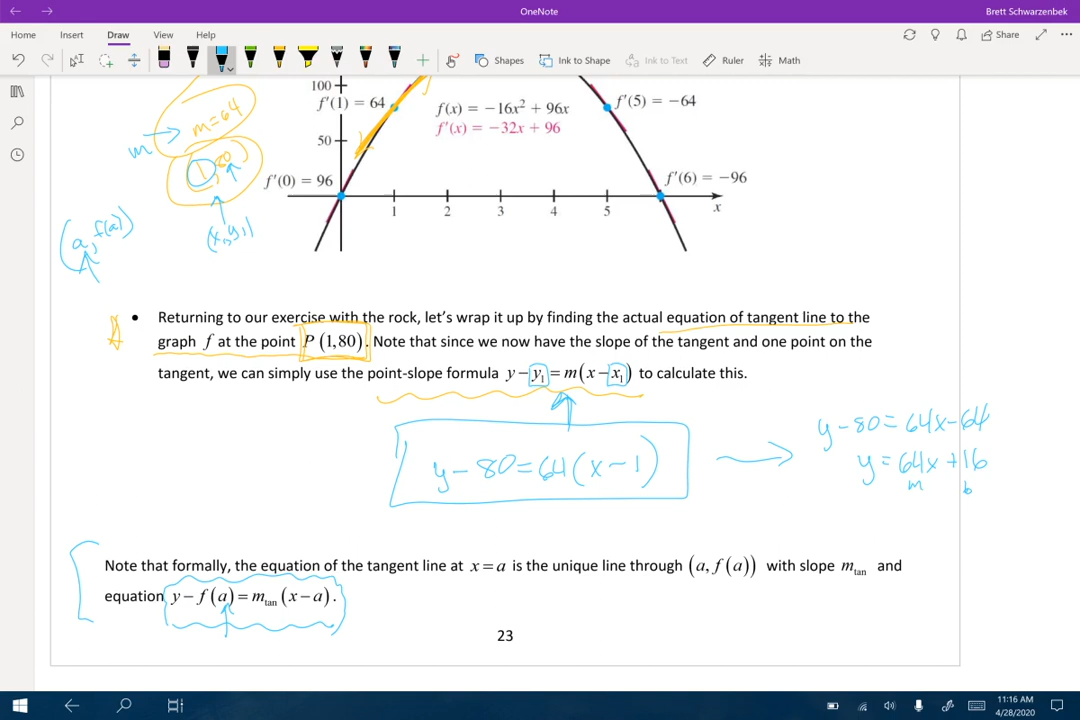 OneNote
Brett Schwarzenbek
Home Insert Draw View Help
Share
Shapes Ink to Shape Ink to Text Ruler Math
100
f′(1) = 64
f(x) = −16x² + 96x
f′(5) = −64
m=64
f′(x) = −32x + 96
m
50
(1, 80)
f′(0) = 96
f′(6) = −96
1 2 3 4 5 x
(a, f(a))
(x₁, y₁)
• Returning to our exercise with the rock, let's wrap it up by finding the actual equation of tangent line to the
graph f at the point P (1,80). Note that since we now have the slope of the tangent and one point on the
tangent, we can simply use the point-slope formula y − y₁ = m(x − x₁) to calculate this.
y-80=64x-64
y-80=64(x-1)
y=64x+16
m b
Note that formally, the equation of the tangent line at x = a is the unique line through (a, f(a)) with slope mtan and
equation y − f(a) = mtan(x − a).
23
11:16 AM
4/28/2020